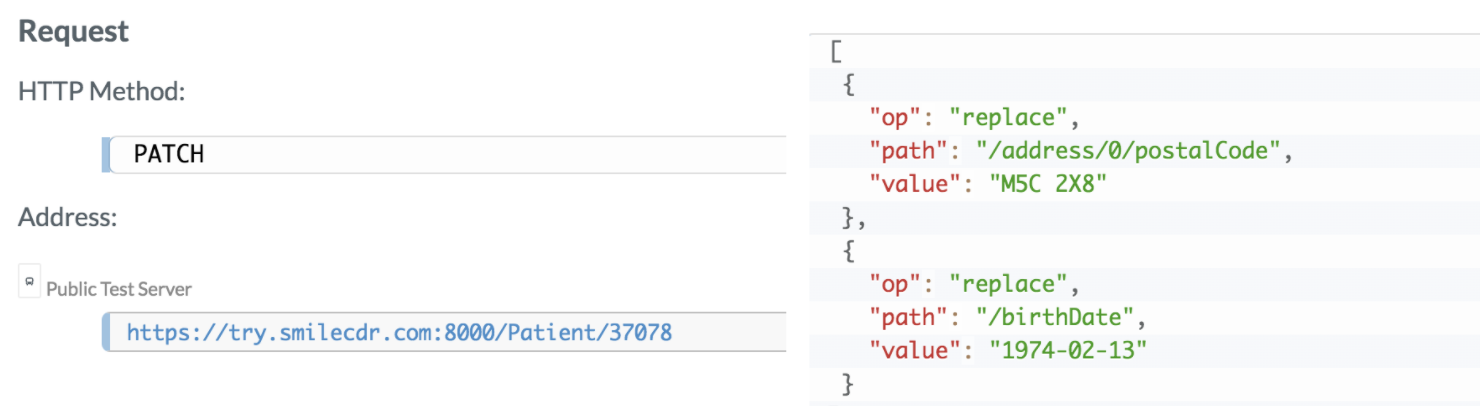 Request
HTTP Method:
PATCH
Address:
Public Test Server
https://try.smilecdr.com:8000/Patient/37078
[
{
"op": "replace",
"path": "/address/0/postalCode",
"value": "M5C 2X8"
},
{
"op": "replace",
"path": "/birthDate",
"value": "1974-02-13"
}